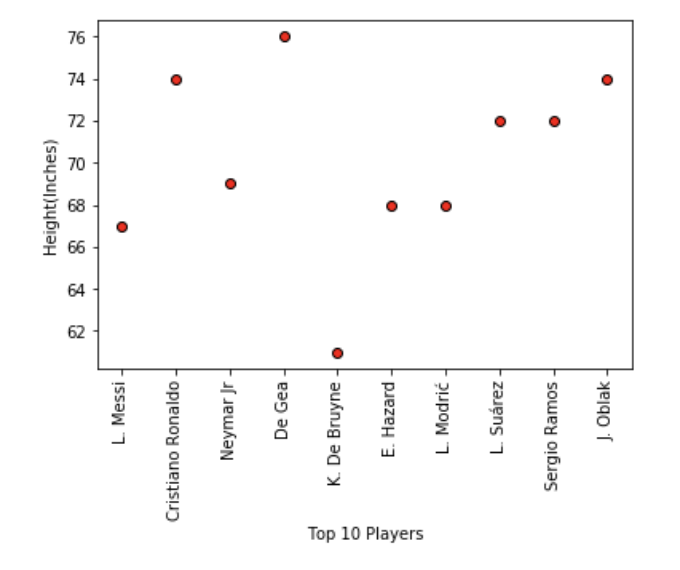 76
74
72
70
68
66
64
62
Height(Inches)
L. Messi
Cristiano Ronaldo
Neymar Jr
De Gea
K. De Bruyne
E. Hazard
L. Modrić
L. Suárez
Sergio Ramos
J. Oblak
Top 10 Players